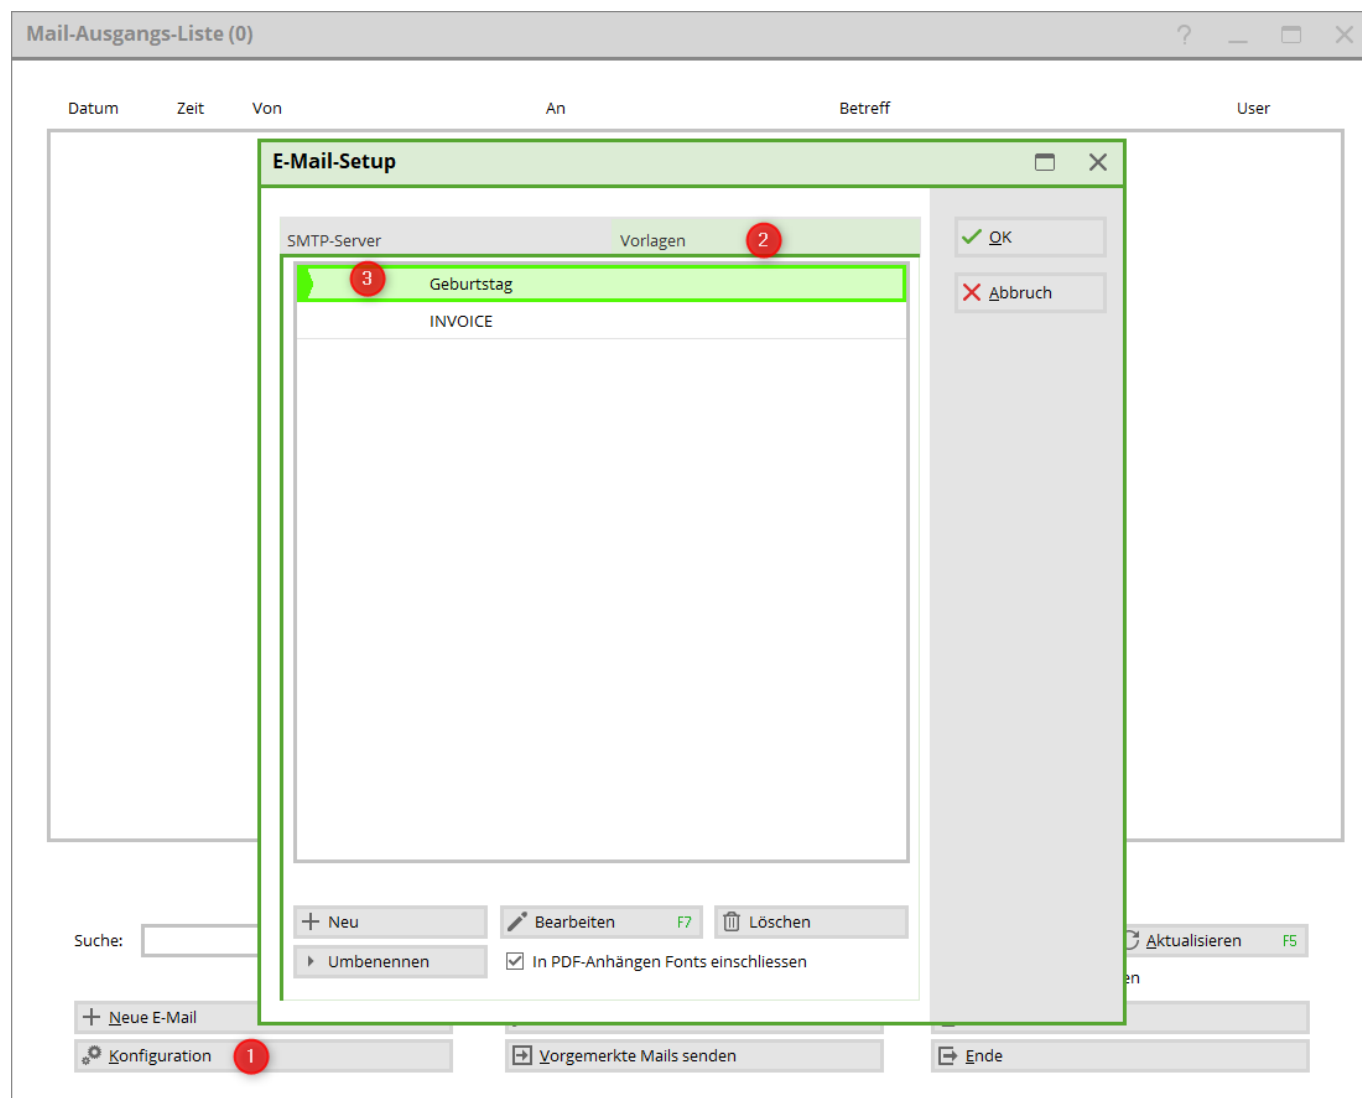 Mail-Ausgangs-Liste (0)
Datum Zeit Von An Betreff User
E-Mail-Setup
SMTP-Server Vorlagen 2
OK
3 Geburtstag
Abbruch
INVOICE
Neu Bearbeiten F7 Löschen
Suche: Aktualisieren F5
Umbenennen In PDF-Anhängen Fonts einschliessen
en
Neue E-Mail
Konfiguration 1 Vorgemerkte Mails senden Ende